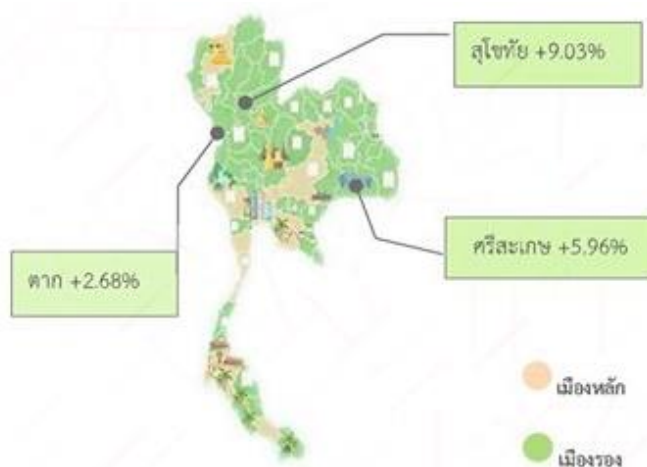 สุโขทัย +9.03%
ศรีสะเกษ +5.96%
ตาก +2.68%
เมืองหลัก
เมืองรอง